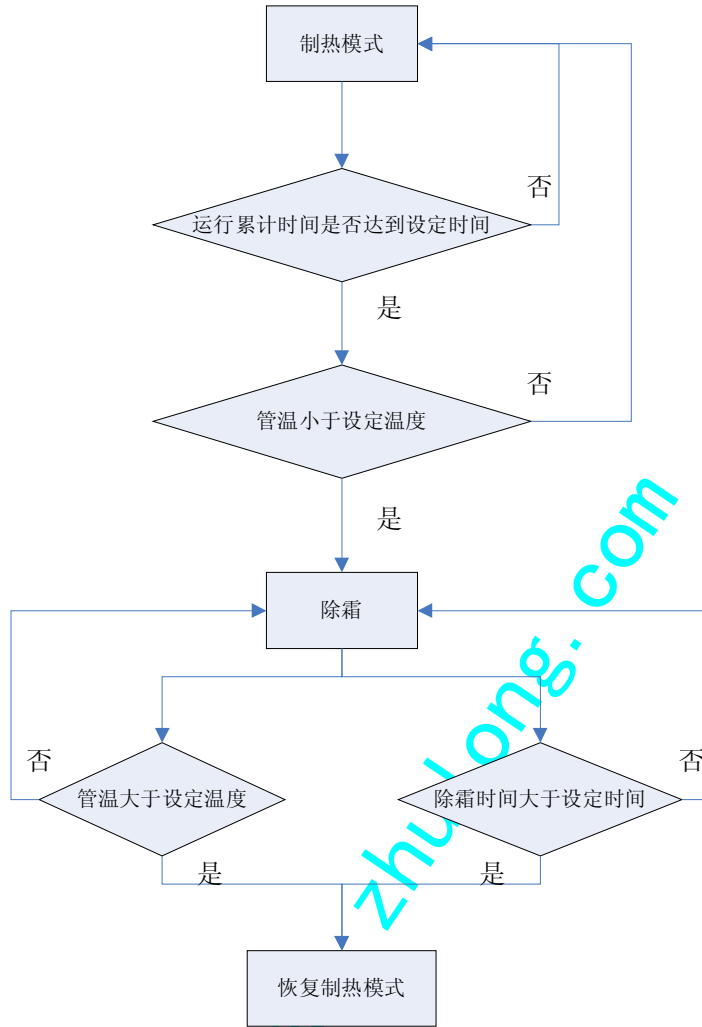 制热模式
否
运行累计时间是否达到设定时间
是
否
管温小于设定温度
是
除霜
否
否
管温大于设定温度
除霜时间大于设定时间
是
是
恢复制热模式
zhulong.com